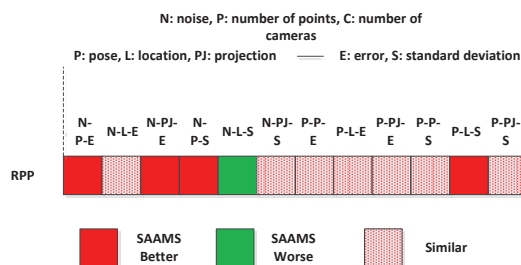 N: noise, P: number of points, C: number of
cameras
P: pose, L: location, PJ: projection — E: error, S: standard deviation
N-P-E N-L-E N-PJ-E N-P-S N-L-S N-PJ-S P-P-E P-L-E P-PJ-E P-P-S P-L-S P-PJ-S
RPP
SAAMS Better SAAMS Worse Similar